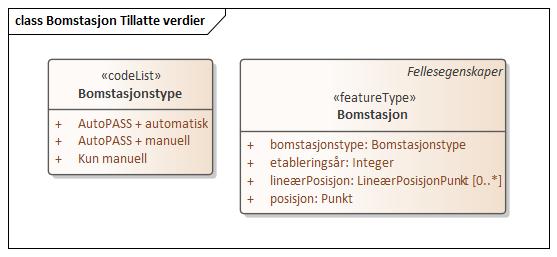 class Bomstasjon Tillatte verdier
«codeList»
Bomstasjonstype
+ AutoPASS + automatisk
+ AutoPASS + manuell
+ Kun manuell
Fellesegenskaper
«featureType»
Bomstasjon
+ bomstasjonstype: Bomstasjonstype
+ etableringsår: Integer
+ lineærPosisjon: LineærPosisjonPunkt [0..*]
+ posisjon: Punkt